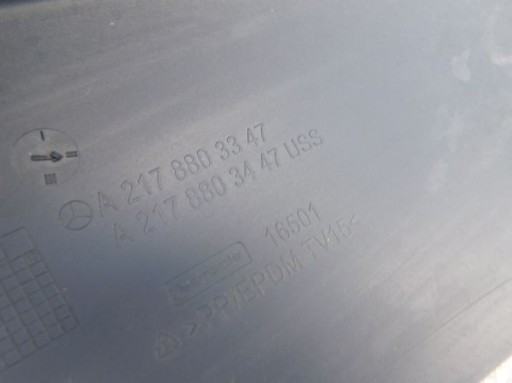 A 217 880 33 47
A 217 880 34 47 USS
16501
>PP/EPDM TV15<